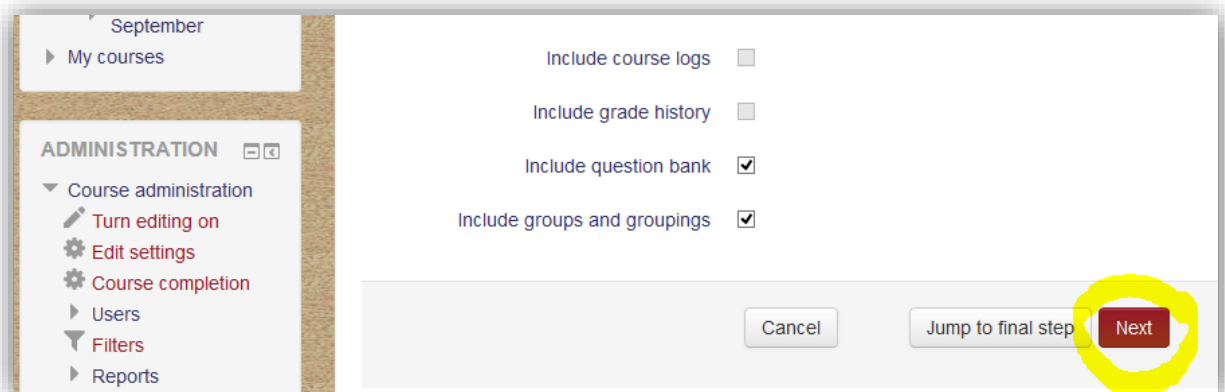 September
My courses
ADMINISTRATION
Course administration
Turn editing on
Edit settings
Course completion
Users
Filters
Reports
Include course logs
Include grade history
Include question bank
Include groups and groupings
Cancel
Jump to final step
Next